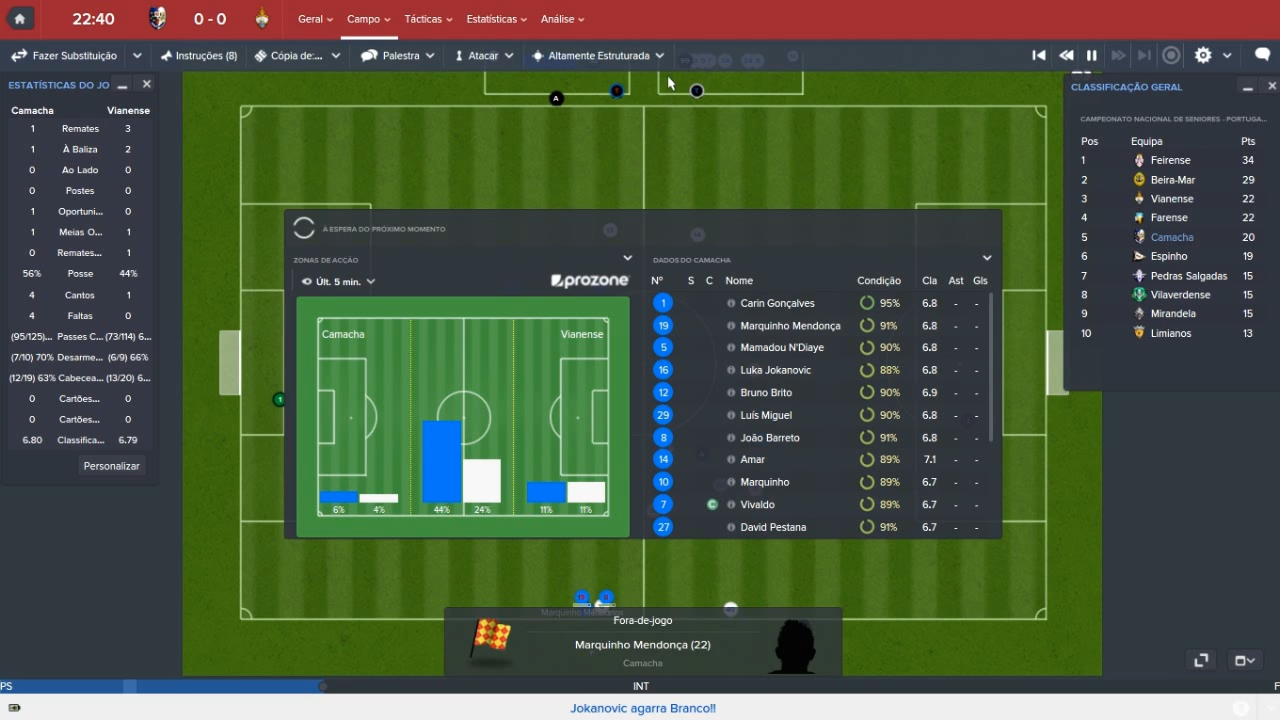 22:40 0 - 0 Geral Campo Tácticas Estatísticas Análise
Fazer Substituição Instruções (8) Cópia de:... Palestra Atacar Altamente Estruturada
ESTATÍSTICAS DO JO
Camacha Vianense
1 Remates 3
1 À Baliza 2
0 Ao Lado 0
0 Postes 0
1 Oportuni... 0
1 Meias O... 1
0 Remates... 1
56% Posse 44%
4 Cantos 1
4 Faltas 0
(95/125)... Passes C... (73/114) 6...
(7/10) 70% Desarme... (6/9) 66%
(12/19) 63% Cabecea... (13/20) 6...
0 Cartões... 0
0 Cartões... 0
6.80 Classifica... 6.79
Personalizar
A
1
À ESPERA DO PRÓXIMO MOMENTO
ZONAS DE ACÇÃO
Últ. 5 min.
prozone
Camacha Vianense
6% 4% 44% 24% 11% 11%
DADOS DO CAMACHA
Nº S C Nome Condição Cla Ast Gls
1 Carin Gonçalves 95% 6.8 - -
19 Marquinho Mendonça 91% 6.8 - -
5 Mamadou N'Diaye 90% 6.8 - -
16 Luka Jokanovic 88% 6.8 - -
12 Bruno Brito 90% 6.9 - -
29 Luís Miguel 90% 6.8 - -
8 João Barreto 91% 6.8 - -
14 Amar 89% 7.1 - -
10 Marquinho 89% 6.7 - -
7 C Vivaldo 89% 6.7 - -
27 David Pestana 91% 6.7 - -
CLASSIFICAÇÃO GERAL
CAMPEONATO NACIONAL DE SENIORES - PORTUGA...
Pos Equipa Pts
1 Feirense 34
2 Beira-Mar 29
3 Vianense 22
4 Farense 22
5 Camacha 20
6 Espinho 19
7 Pedras Salgadas 15
8 Vilaverdense 15
9 Mirandela 15
10 Limianos 13
Fora-de-jogo
Marquinho Mendonça (22)
Camacha
PS INT F
Jokanovic agarra Branco!!